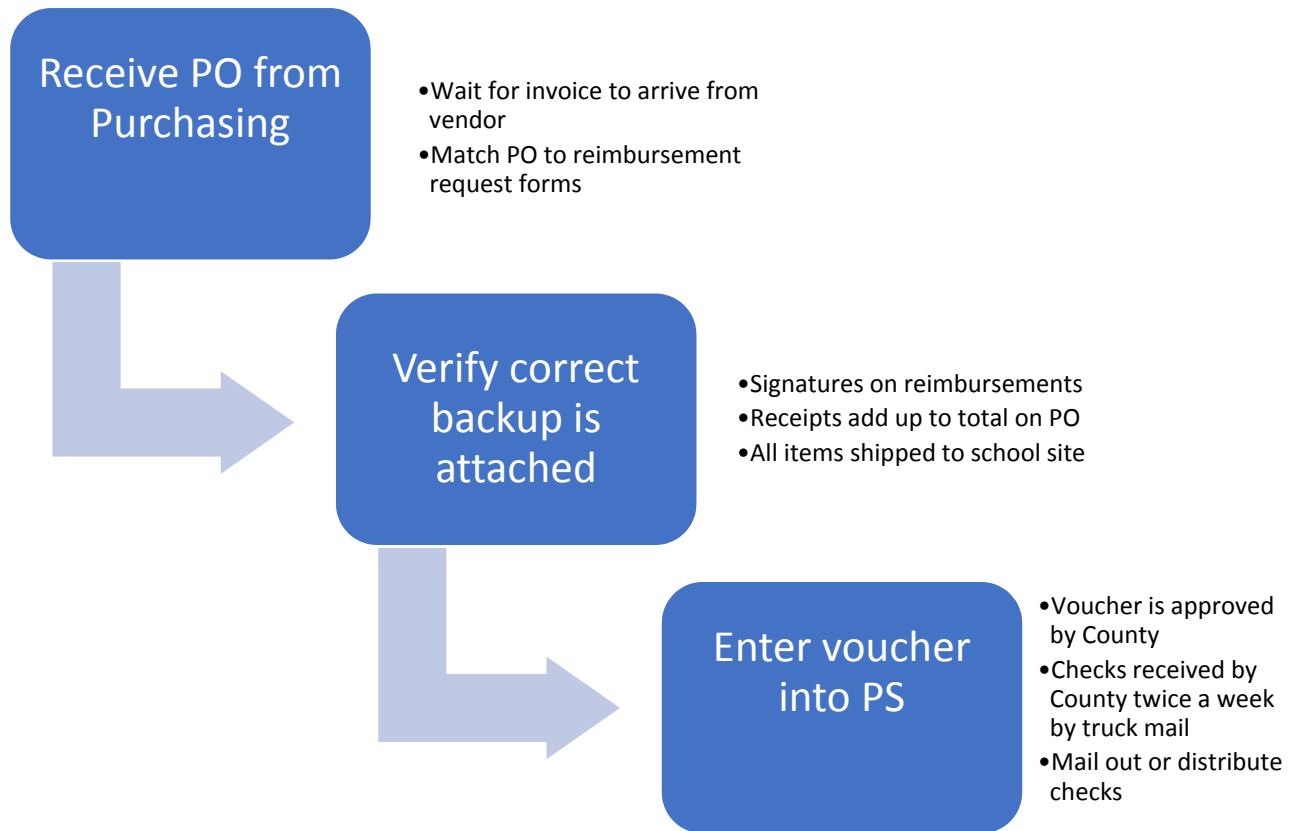 Receive PO from
Purchasing
•Wait for invoice to arrive from
vendor
•Match PO to reimbursement
request forms
Verify correct
backup is
attached
•Signatures on reimbursements
•Receipts add up to total on PO
•All items shipped to school site
Enter voucher
into PS
•Voucher is approved
by County
•Checks received by
County twice a week
by truck mail
•Mail out or distribute
checks